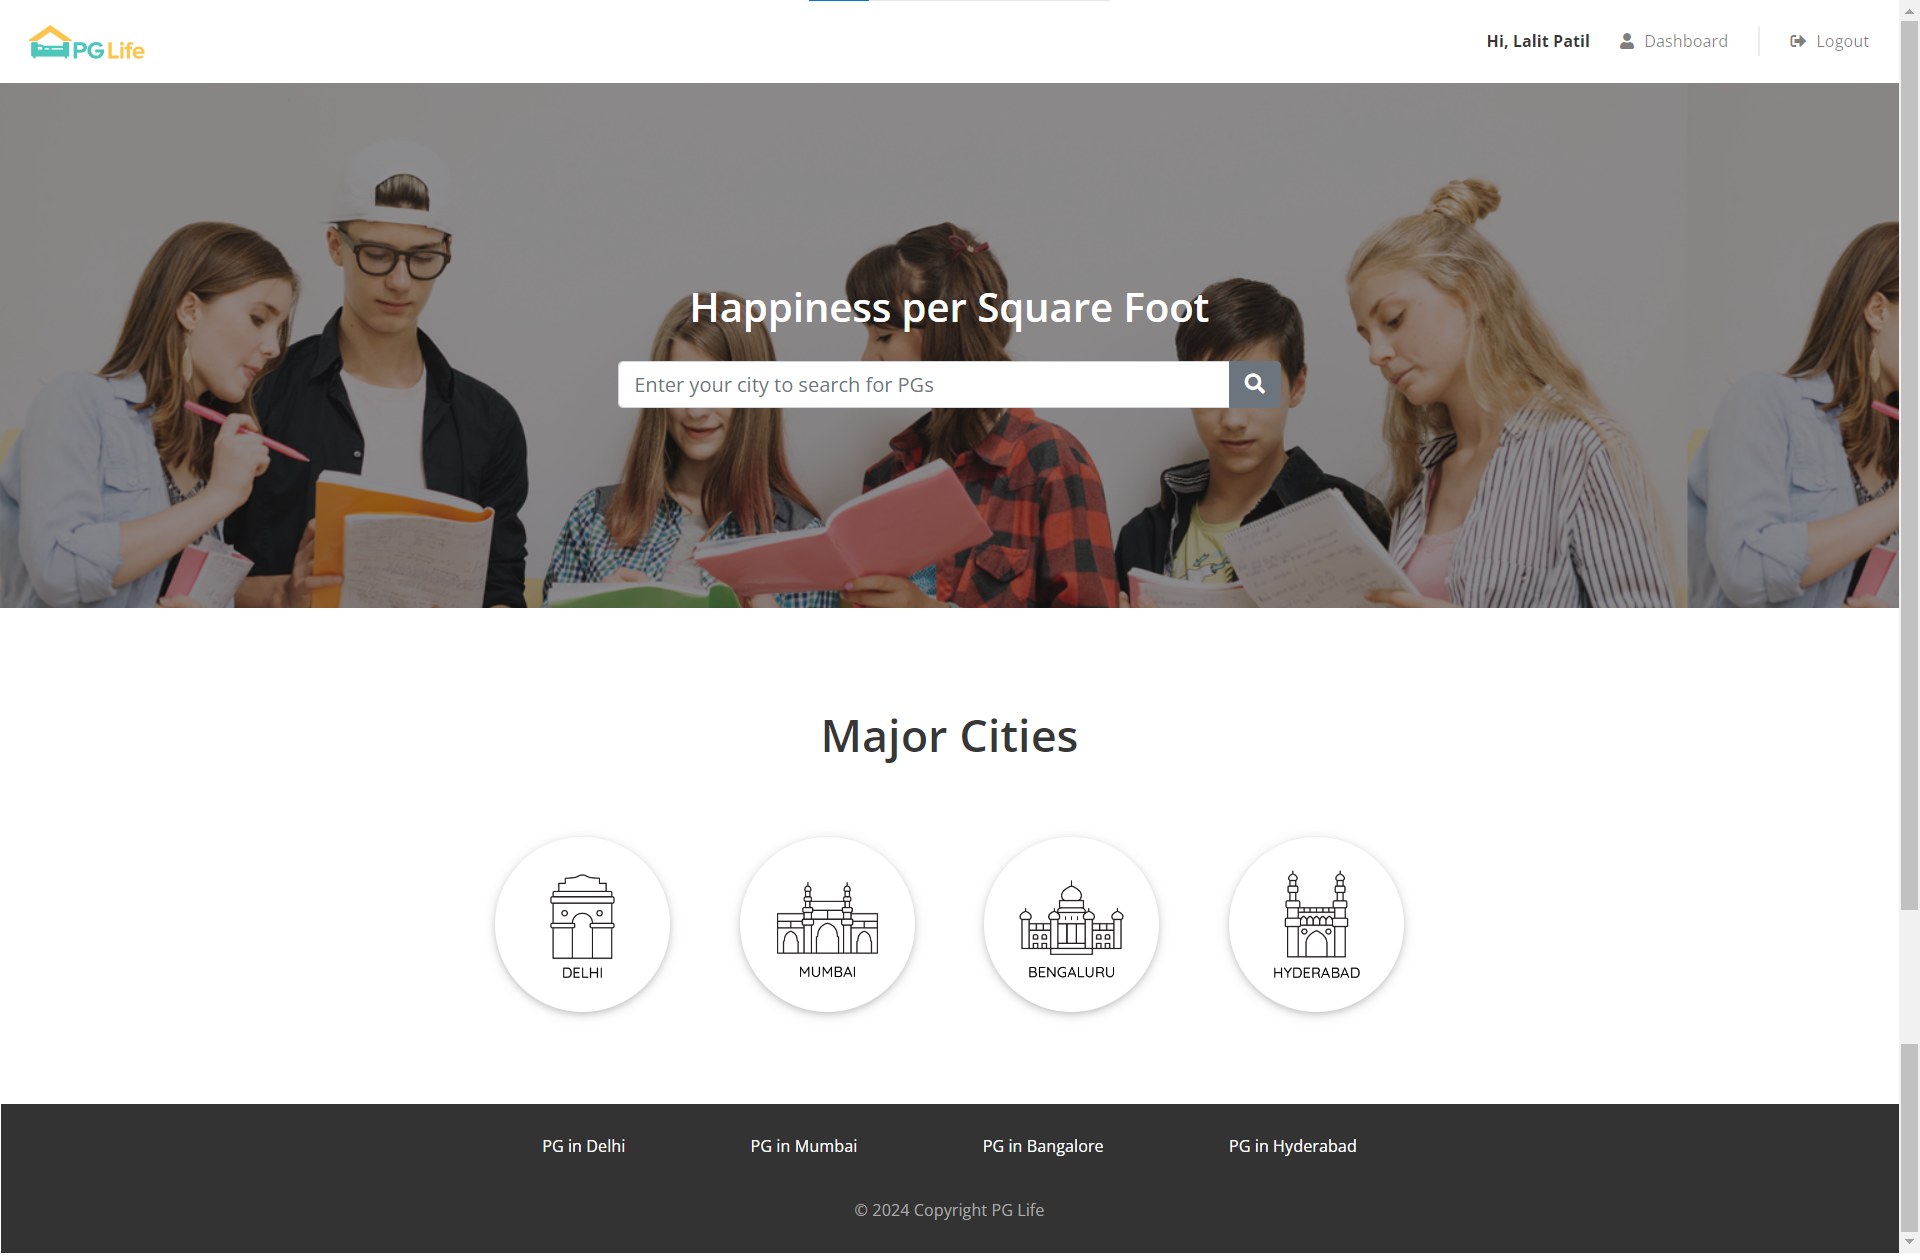 PG Life
Hi, Lalit Patil
Dashboard
Logout
Happiness per Square Foot
Enter your city to search for PGs
Major Cities
DELHI
MUMBAI
BENGALURU
HYDERABAD
PG in Delhi
PG in Mumbai
PG in Bangalore
PG in Hyderabad
© 2024 Copyright PG Life